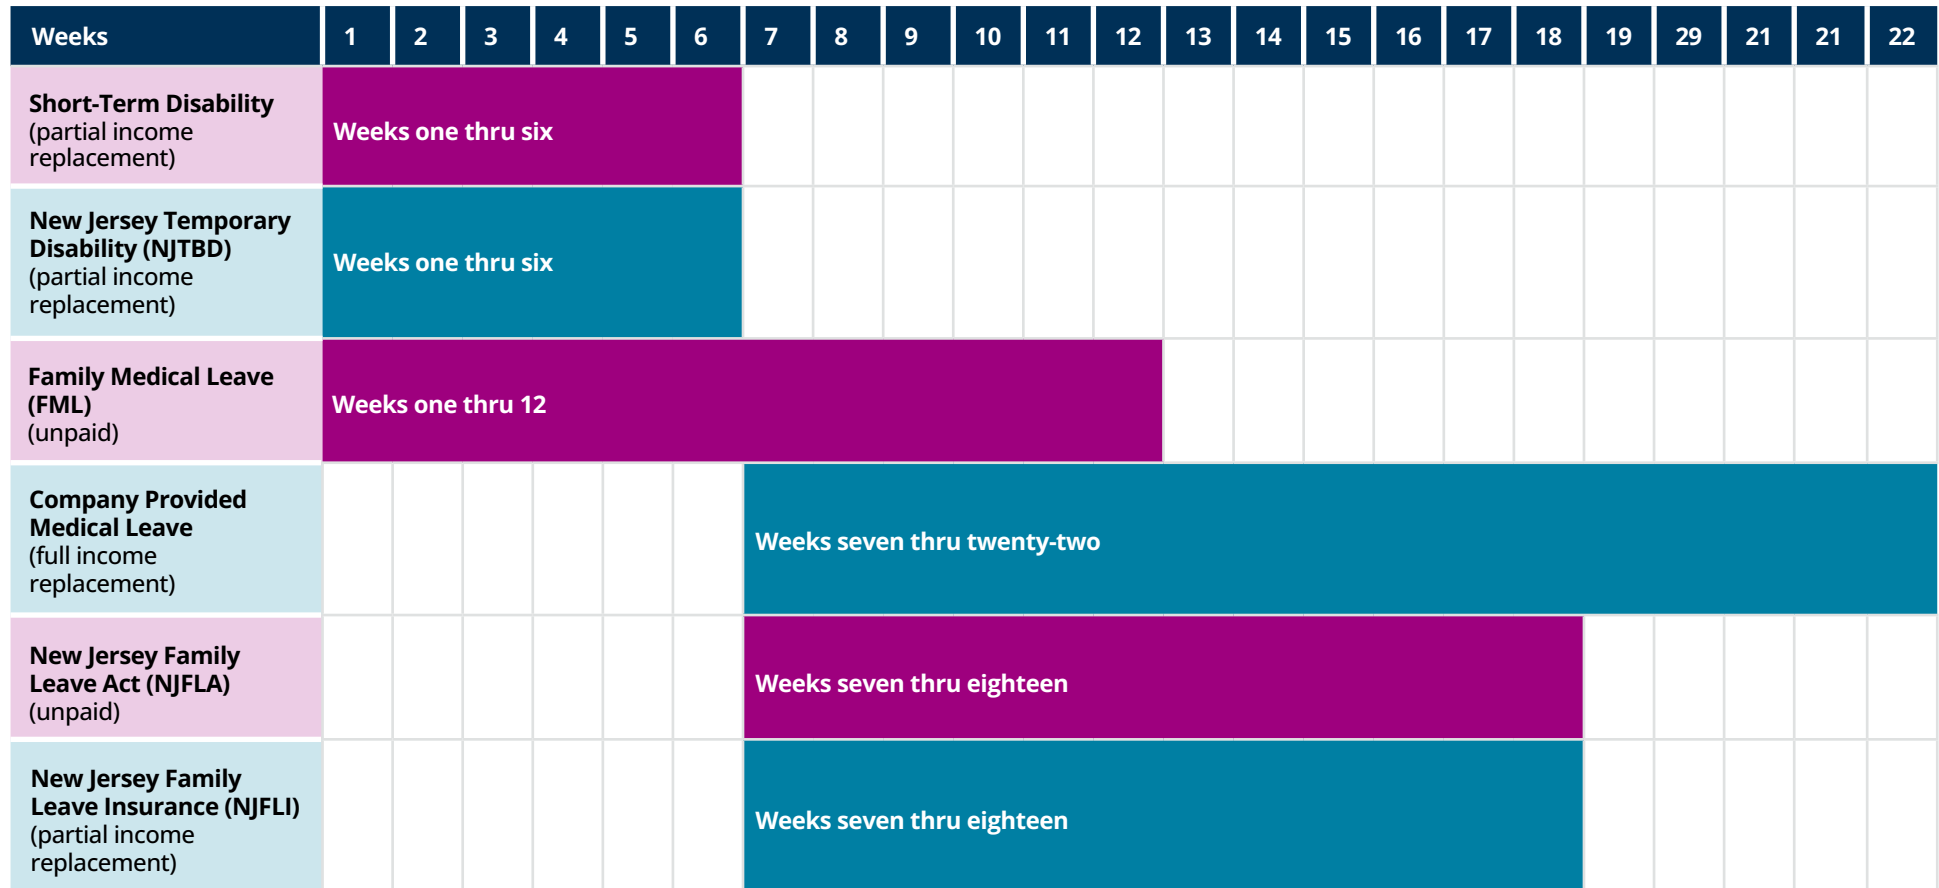 Weeks 1 2 3 4 5 6 7 8 9 10 11 12 13 14 15 16 17 18 19 29 21 21 22
Short-Term Disability
(partial income
replacement)
Weeks one thru six
New Jersey Temporary
Disability (NJTBD)
(partial income
replacement)
Weeks one thru six
Family Medical Leave
(FML)
(unpaid)
Weeks one thru 12
Company Provided
Medical Leave
(full income
replacement)
Weeks seven thru twenty-two
New Jersey Family
Leave Act (NJFLA)
(unpaid)
Weeks seven thru eighteen
New Jersey Family
Leave Insurance (NJFLI)
(partial income
replacement)
Weeks seven thru eighteen